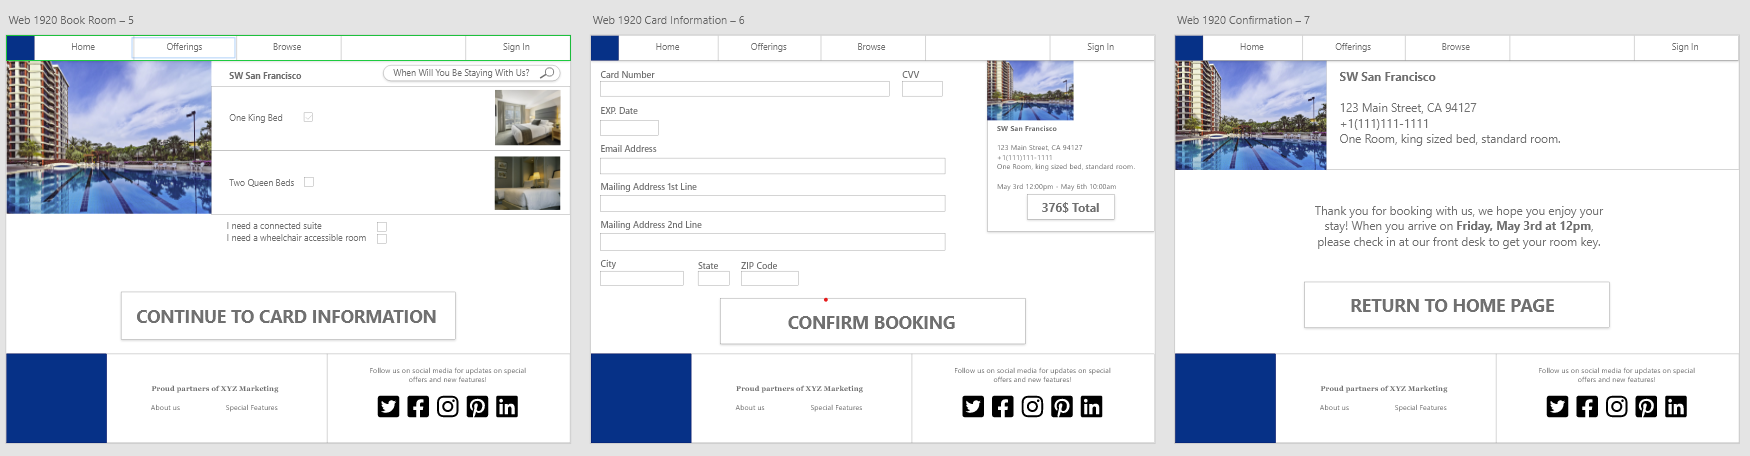 Web 1920 Book Room – 5
Home
Offerings
Browse
Sign In
SW San Francisco
When Will You Be Staying With Us?
One King Bed
Two Queen Beds
I need a connected suite
I need a wheelchair accessible room
CONTINUE TO CARD INFORMATION
Proud partners of XYZ Marketing
About us
Special Features
Follow us on social media for updates on special
offers and new features!
Web 1920 Card Information – 6
Home
Offerings
Browse
Sign In
Card Number
CVV
EXP. Date
Email Address
Mailing Address 1st Line
Mailing Address 2nd Line
City
State
ZIP Code
SW San Francisco
123 Main Street, CA 94127
+1(111)111-1111
One Room, king sized bed, standard room.
May 3rd 12:00pm - May 6th 10:00am
376$ Total
CONFIRM BOOKING
Proud partners of XYZ Marketing
About us
Special Features
Follow us on social media for updates on special
offers and new features!
Web 1920 Confirmation – 7
Home
Offerings
Browse
Sign In
SW San Francisco
123 Main Street, CA 94127
+1(111)111-1111
One Room, king sized bed, standard room.
Thank you for booking with us, we hope you enjoy your
stay! When you arrive on Friday, May 3rd at 12pm,
please check in at our front desk to get your room key.
RETURN TO HOME PAGE
Proud partners of XYZ Marketing
About us
Special Features
Follow us on social media for updates on special
offers and new features!